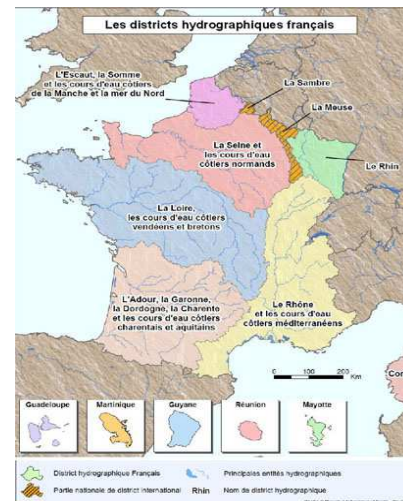 Les districts hydrographiques français
L'Escaut, la Somme
et les cours d'eau côtiers
de la Manche et la mer du Nord
La Sambre
La Meuse
La Seine et
les cours d'eau
côtiers normands
Le Rhin
La Loire,
les cours d'eau côtiers
vendéens et bretons
L'Adour, la Garonne,
la Dordogne, la Charente
et les cours d'eau côtiers
charentais et aquitains
Le Rhône et les cours d'eau
côtiers méditerranéens
0 100 200
Km
Cor
Guadeloupe
Martinique
Guyane
Réunion
Mayotte
District hydrographique Français
Principales entités hydrographiques
Partie nationale de district international
Rhin
Nom de district hydrographique